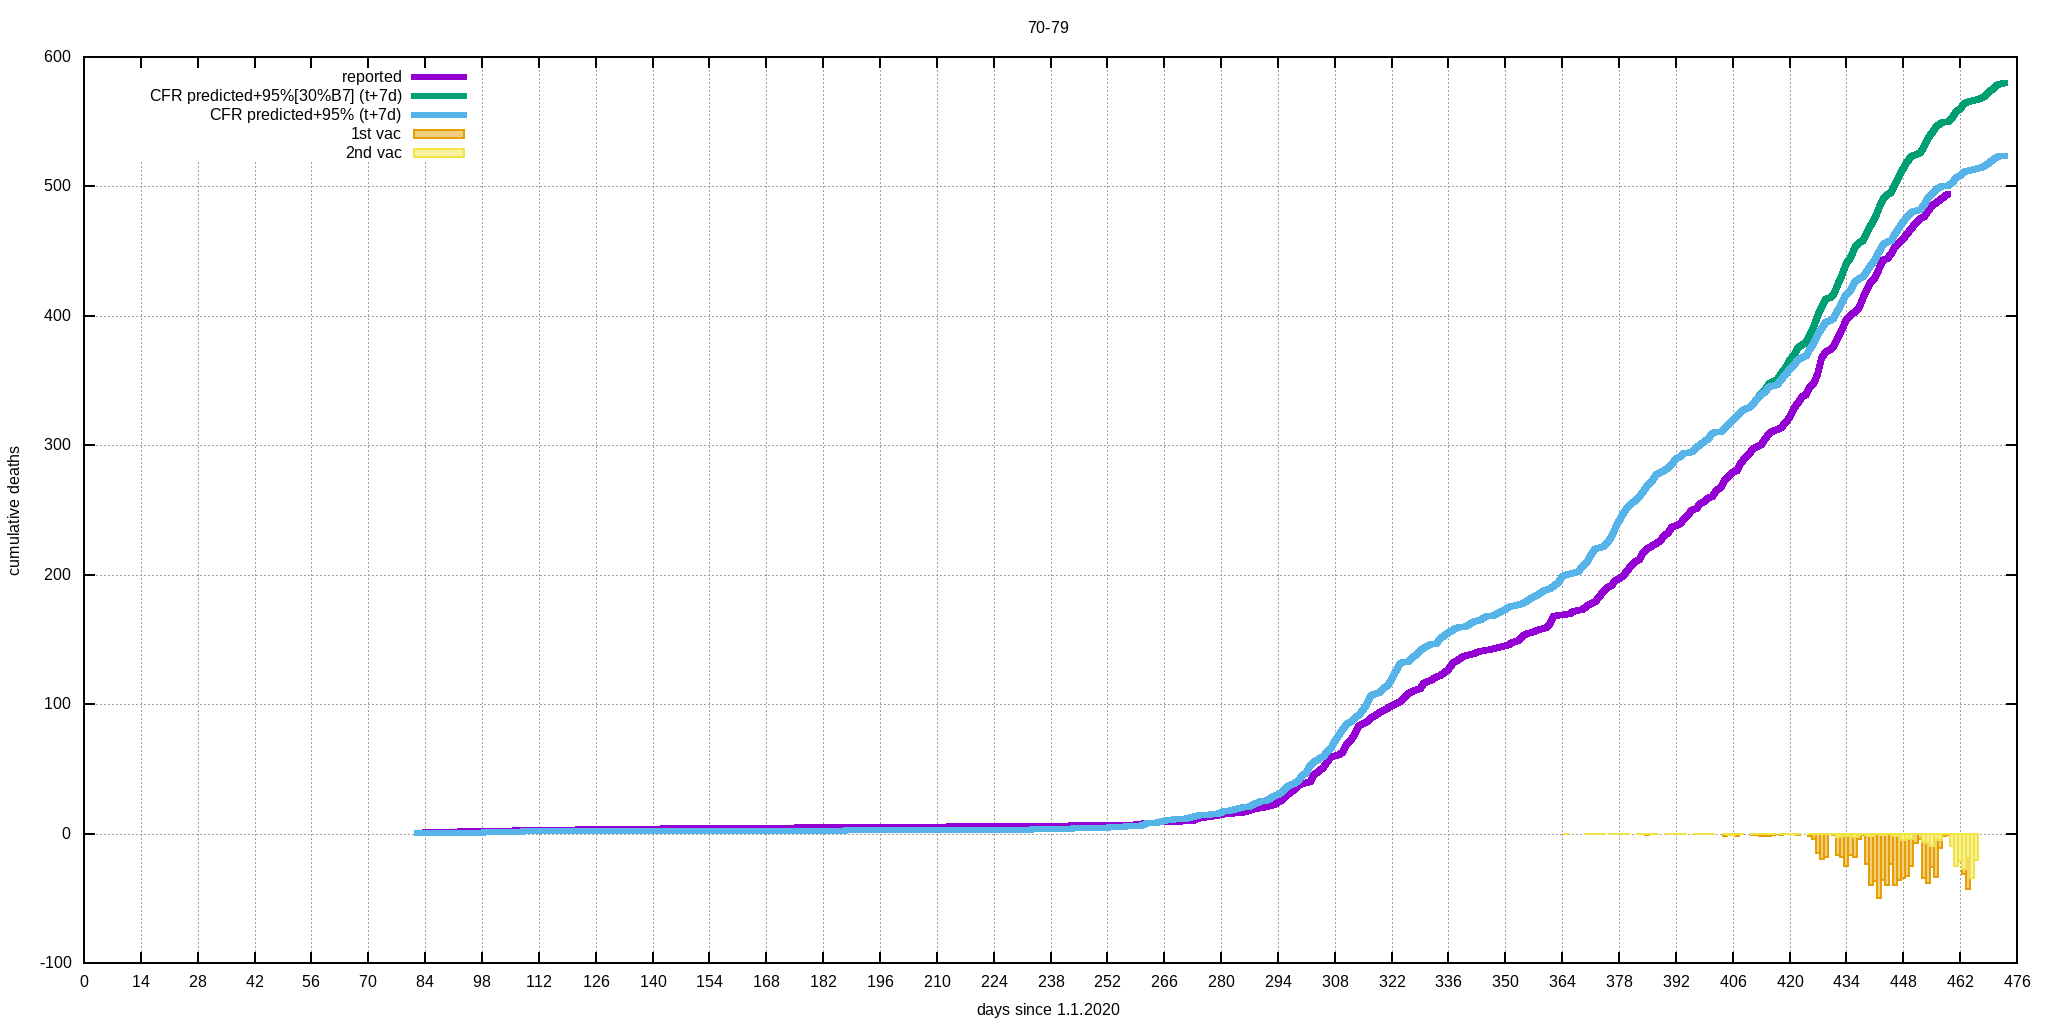 70-79
reported
CFR predicted+95%[30%B7] (t+7d)
CFR predicted+95% (t+7d)
1st vac
2nd vac
600
500
400
300
200
100
0
-100
cumulative deaths
0 14 28 42 56 70 84 98 112 126 140 154 168 182 196 210 224 238 252 266 280 294 308 322 336 350 364 378 392 406 420 434 448 462 476
days since 1.1.2020